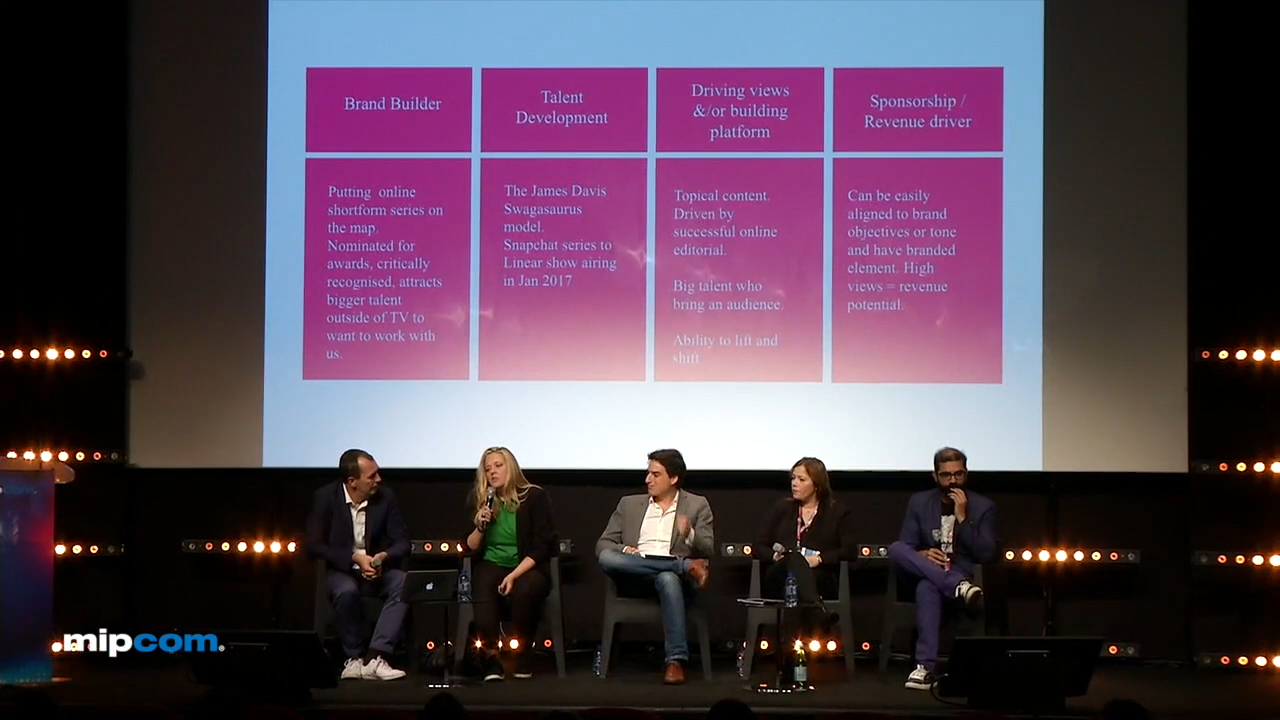 Brand Builder
Talent
Development
Driving views
&/or building
platform
Sponsorship /
Revenue driver
Putting online
shortform series on
the map.
Nominated for
awards, critically
recognised, attracts
bigger talent
outside of TV to
want to work with
us.
The James Davis
Swagasaurus
model.
Snapchat series to
Linear show airing
in Jan 2017
Topical content.
Driven by
successful online
editorial.
Big talent who
bring an audience.
Ability to lift and
shift
Can be easily
aligned to brand
objectives or tone
and have branded
element. High
views = revenue
potential.
.mipcom.